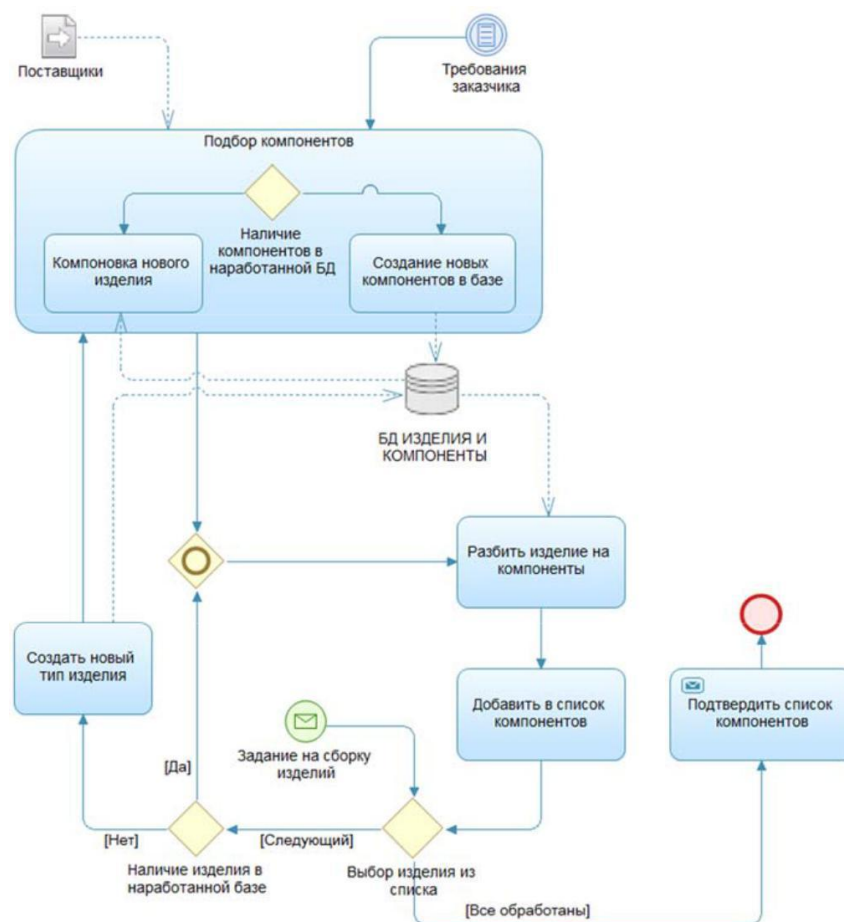 Поставщики
Требования
заказчика
Подбор компонентов
Наличие
компонентов в
наработанной БД
Компоновка нового
изделия
Создание новых
компонентов в базе
БД ИЗДЕЛИЯ И
КОМПОНЕНТЫ
Разбить изделие на
компоненты
Создать новый
тип изделия
Добавить в список
компонентов
Подтвердить список
компонентов
Задание на сборку
изделий
[Да]
[Нет]
[Следующий]
Наличие изделия в
наработанной базе
Выбор изделия из
списка
[Все обработаны]